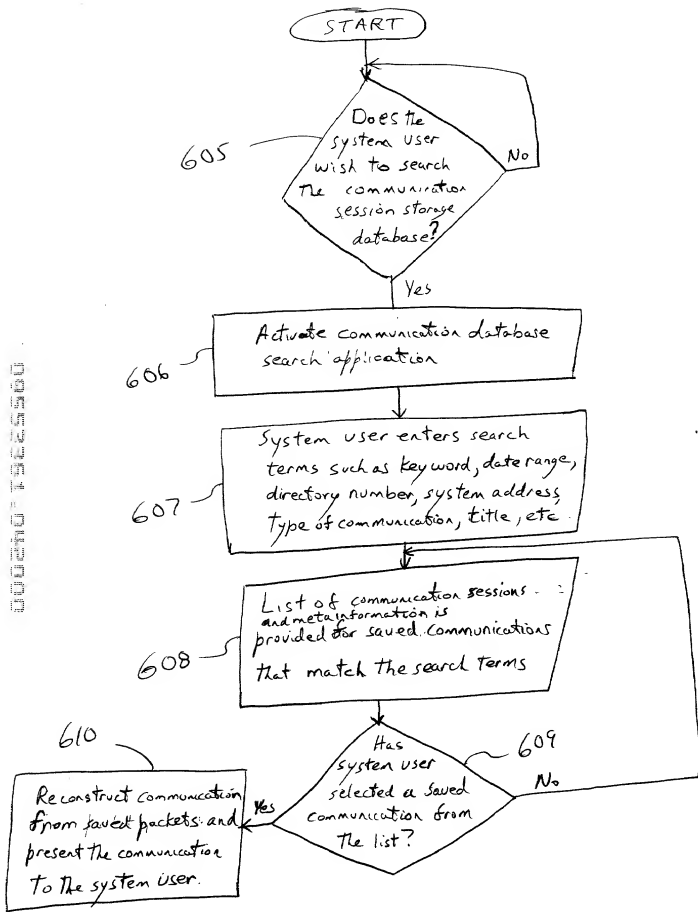 START
605
Does the
system user
wish to search
the communication
session storage
database?
No
Yes
606
Activate communication database
search application
607
System user enters search
terms such as keyword, date range,
directory number, system address,
type of communication, title, etc.
608
List of communication sessions
and meta information is
provided for saved communications
that match the search terms
609
Has
system user
selected a saved
communication from
the list?
No
Yes
610
Reconstruct communication
from saved packets and
present the communication
to the system user.